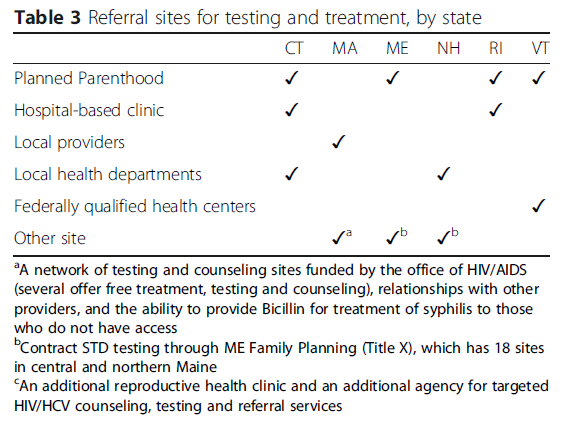 Table 3 Referral sites for testing and treatment, by state
CT MA ME NH RI VT
Planned Parenthood ✓ ✓ ✓ ✓
Hospital-based clinic ✓ ✓
Local providers ✓
Local health departments ✓ ✓
Federally qualified health centers ✓
Other site ✓a ✓b ✓b
aA network of testing and counseling sites funded by the office of HIV/AIDS
(several offer free treatment, testing and counseling), relationships with other
providers, and the ability to provide Bicillin for treatment of syphilis to those
who do not have access
bContract STD testing through ME Family Planning (Title X), which has 18 sites
in central and northern Maine
cAn additional reproductive health clinic and an additional agency for targeted
HIV/HCV counseling, testing and referral services